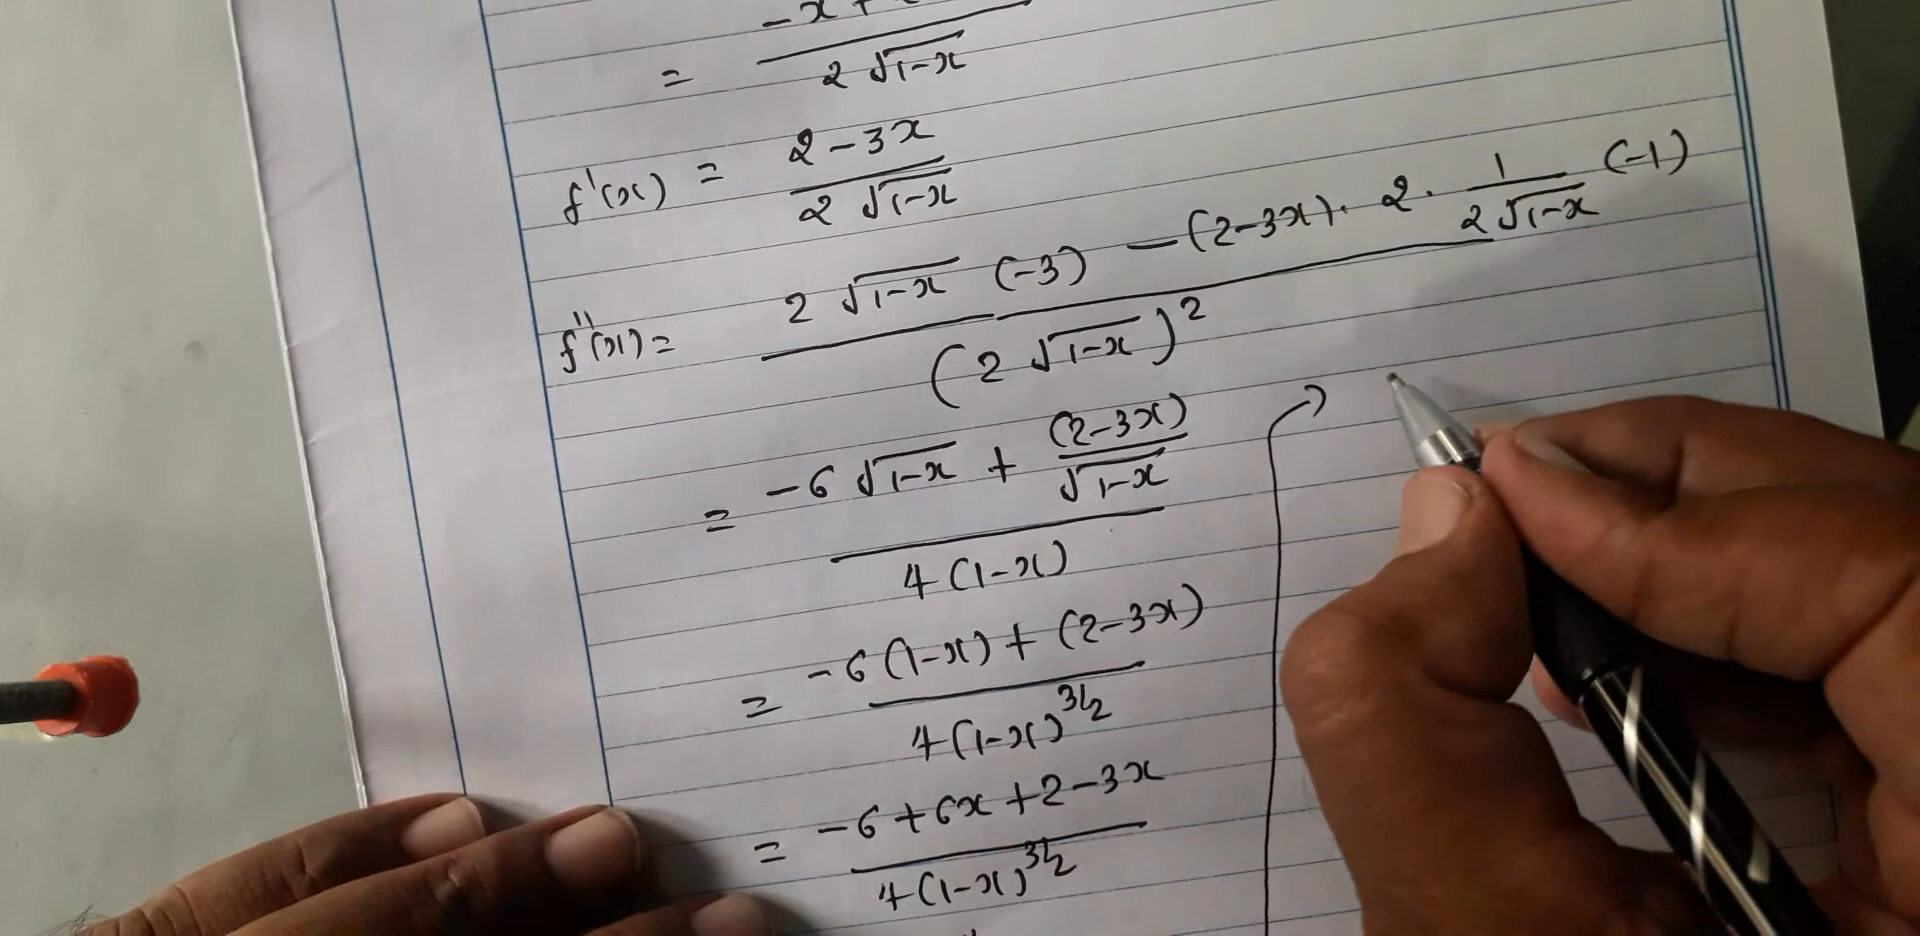 = -x + / 2 √1-x
f'(x) = 2-3x / 2 √1-x
f''(x) = 2 √1-x (-3) - (2-3x). 2. 1 / 2 √1-x (-1) / (2 √1-x)²
= -6 √1-x + (2-3x) / √1-x / 4(1-x)
= -6(1-x) + (2-3x) / 4(1-x)^3/2
= -6+6x+2-3x / 4(1-x)^3/2